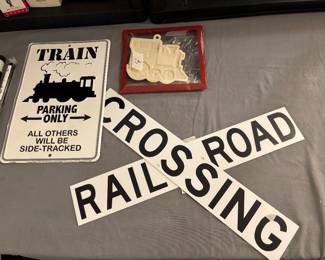 TRAIN
PARKING
ONLY
ALL OTHERS
WILL BE
SIDE-TRACKED
CROSSING
RAILROAD